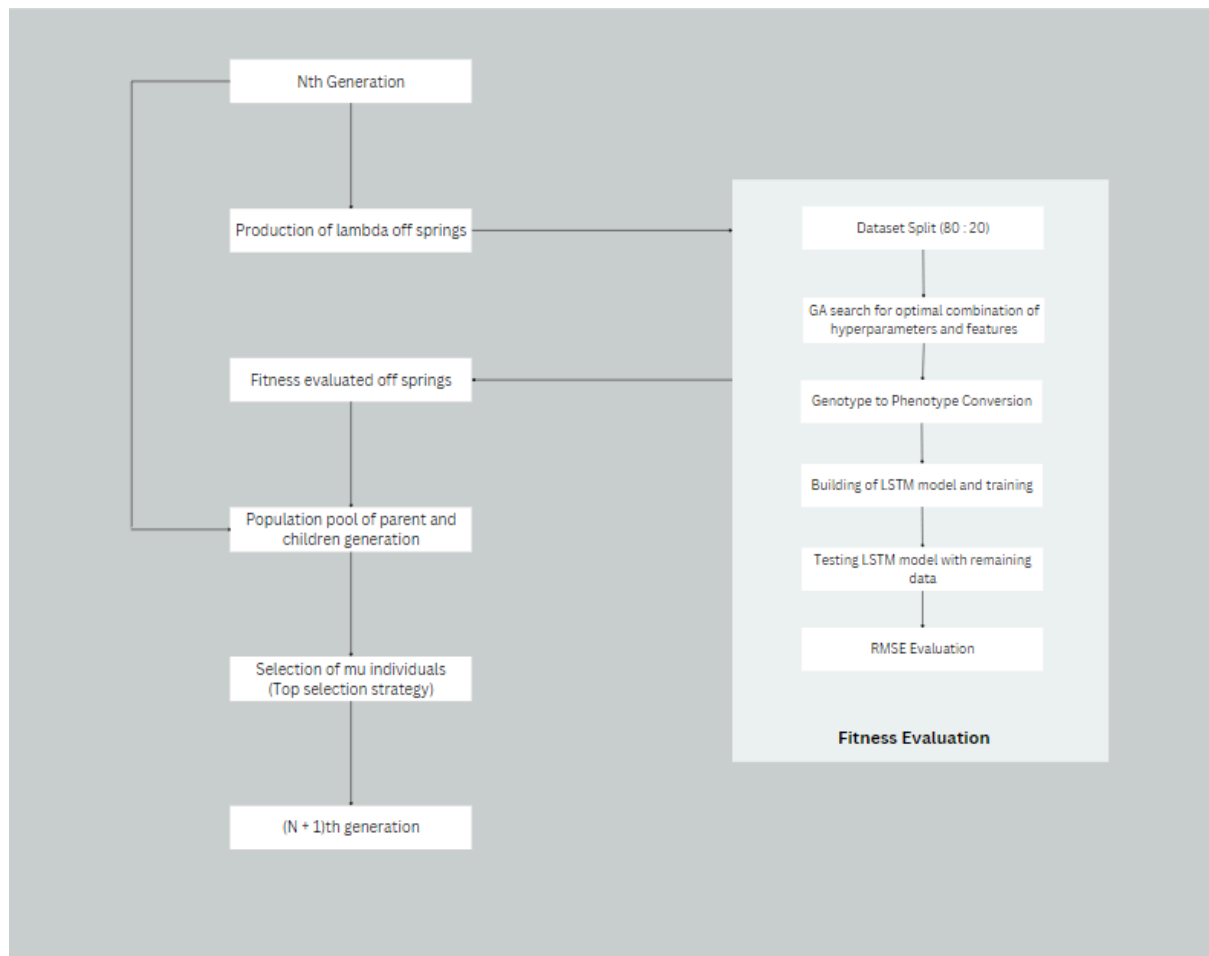 Nth Generation
Production of lambda off springs
Fitness evaluated off springs
Population pool of parent and
children generation
Selection of mu individuals
(Top selection strategy)
(N + 1)th generation
Dataset Split (80 : 20)
GA search for optimal combination of
hyperparameters and features
Genotype to Phenotype Conversion
Building of LSTM model and training
Testing LSTM model with remaining
data
RMSE Evaluation
Fitness Evaluation